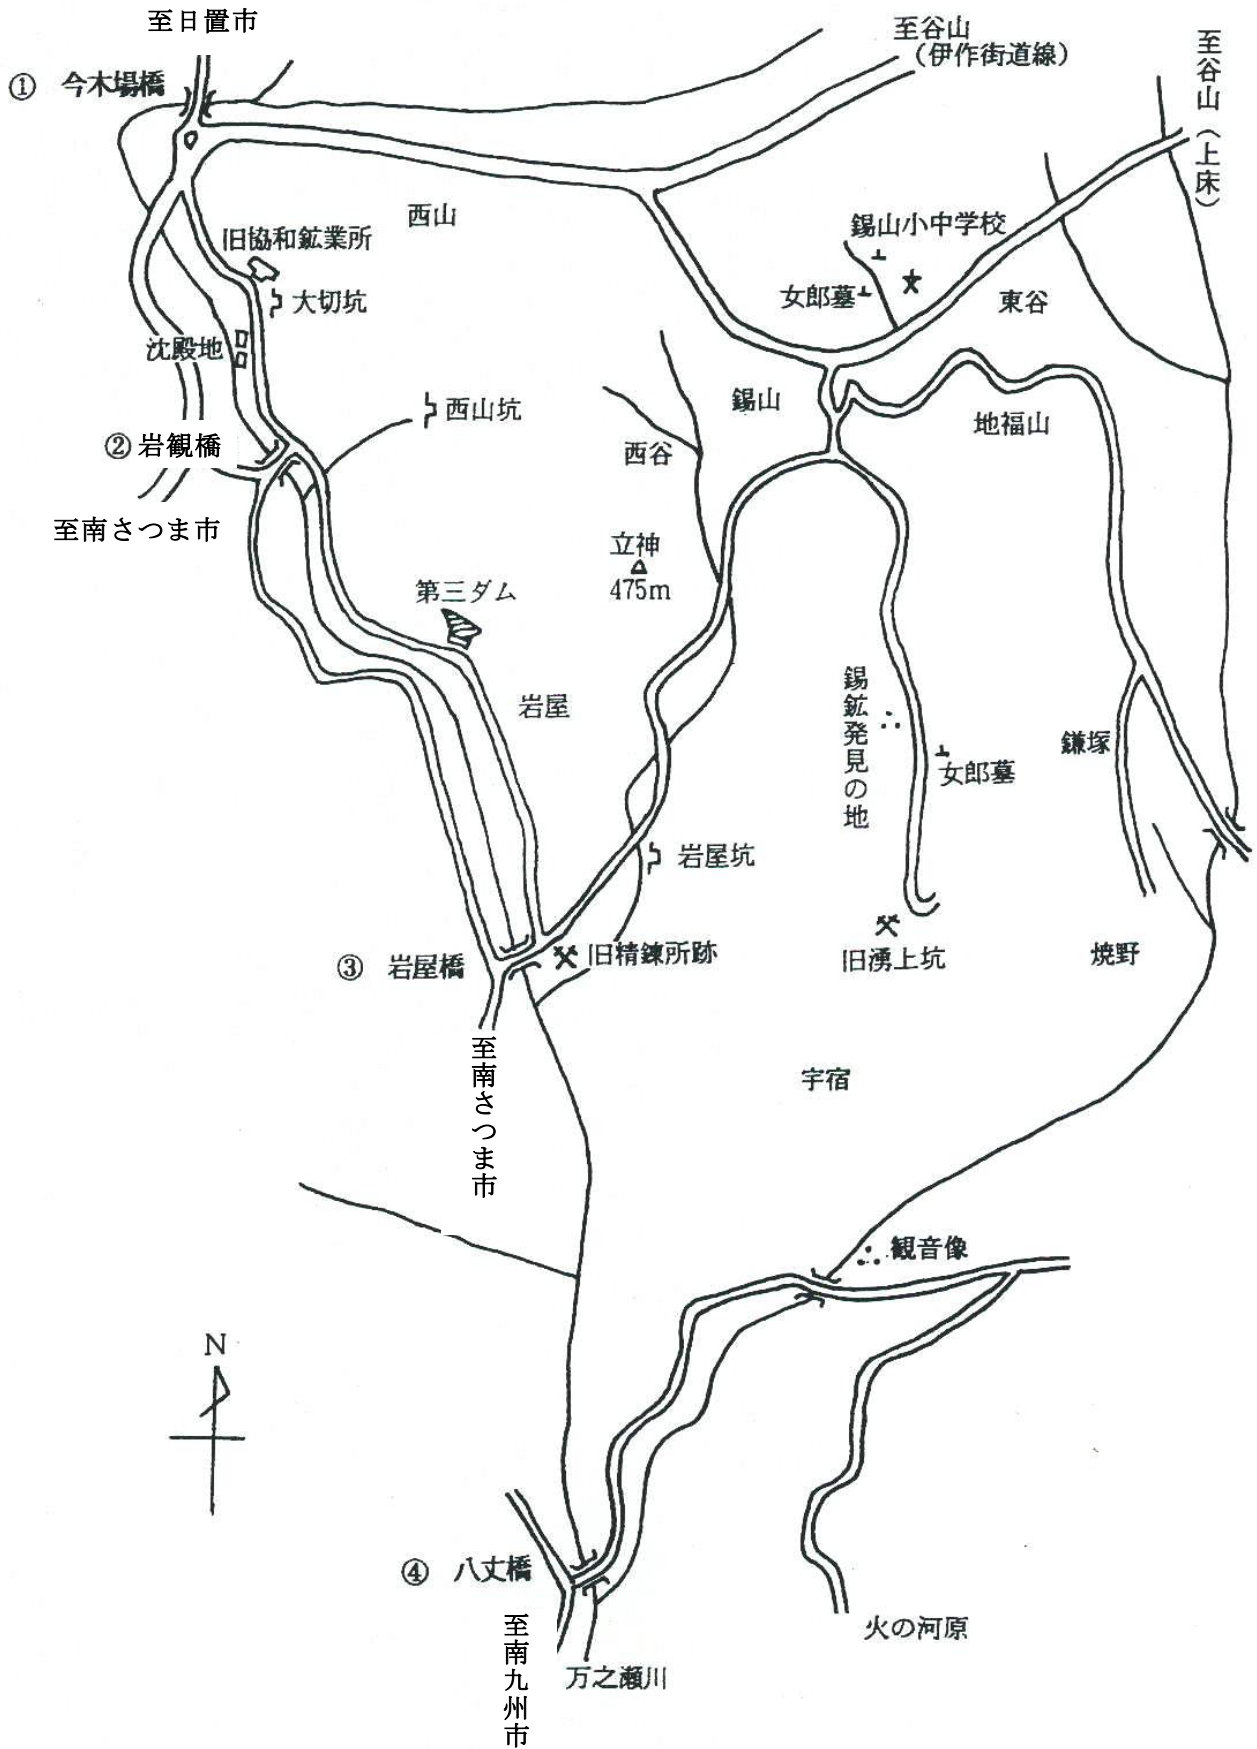 至日置市
① 今木場橋
至谷山
（伊作街道線）
至谷山（上床）
西山
旧協和鉱業所
大切坑
沈殿地
錫山小中学校
女郎墓
東谷
西山坑
錫山
地福山
② 岩観橋
西谷
至南さつま市
立神
475m
第三ダム
岩屋
錫鉱発見の地
鎌塚
女郎墓
岩屋坑
③ 岩屋橋
旧精錬所跡
旧湧上坑
焼野
至南さつま市
宇宿
観音像
N
④ 八丈橋
至南九州市
火の河原
万之瀬川